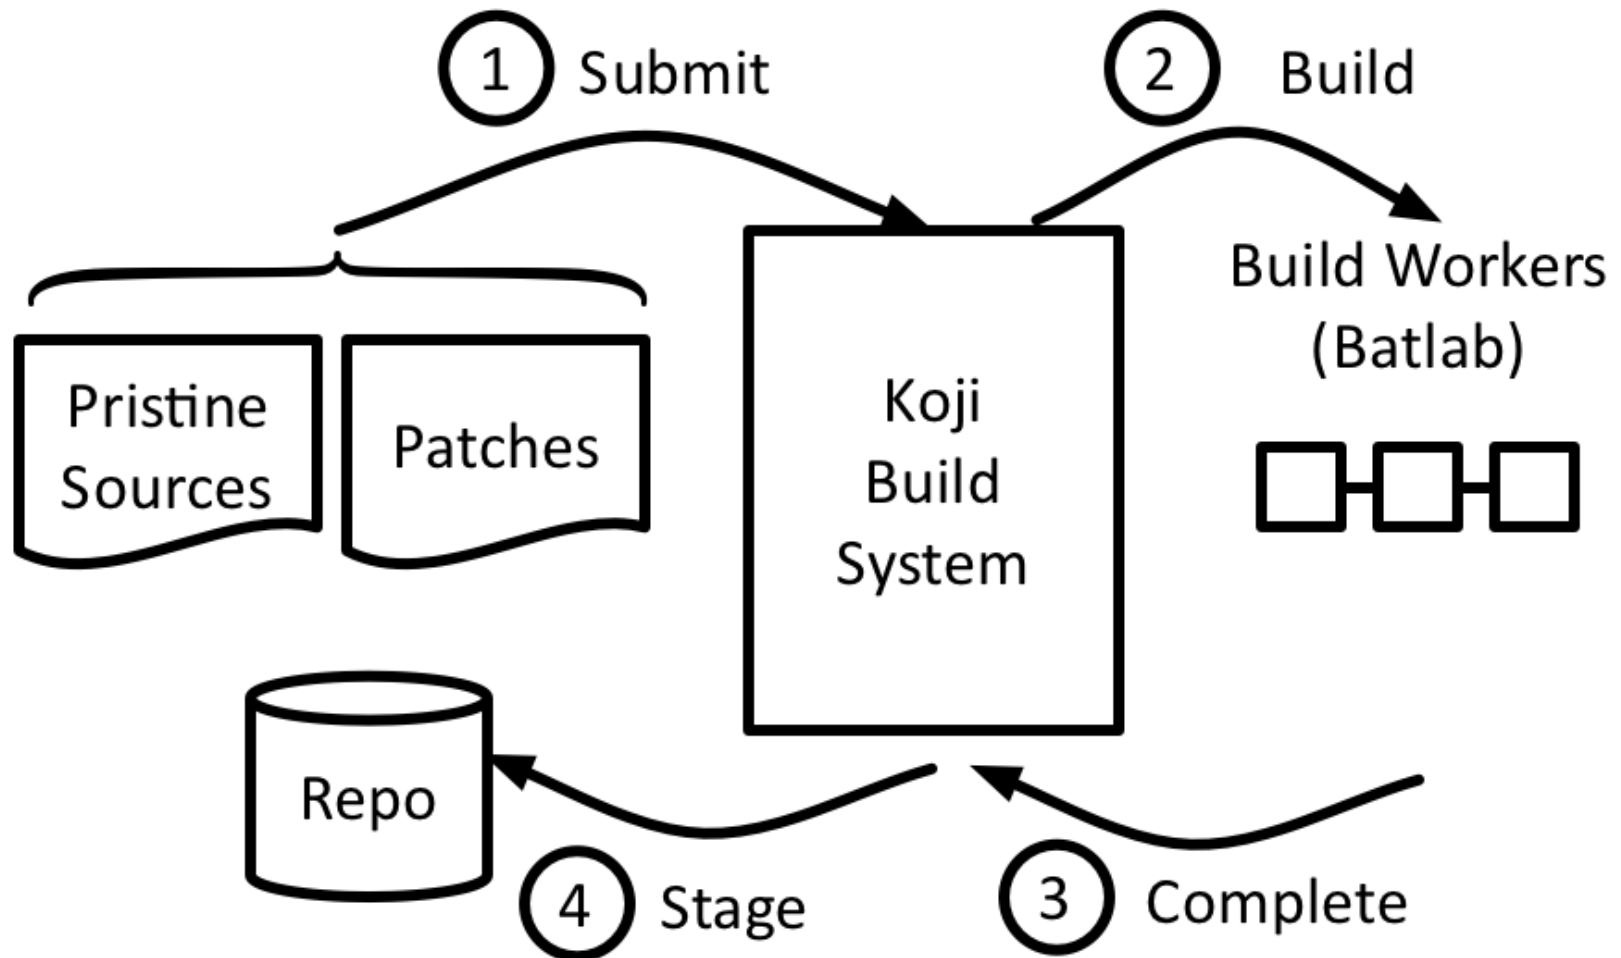 1 Submit
2 Build
Pristine
Sources
Patches
Koji
Build
System
Build Workers
(Batlab)
Repo
4 Stage
3 Complete